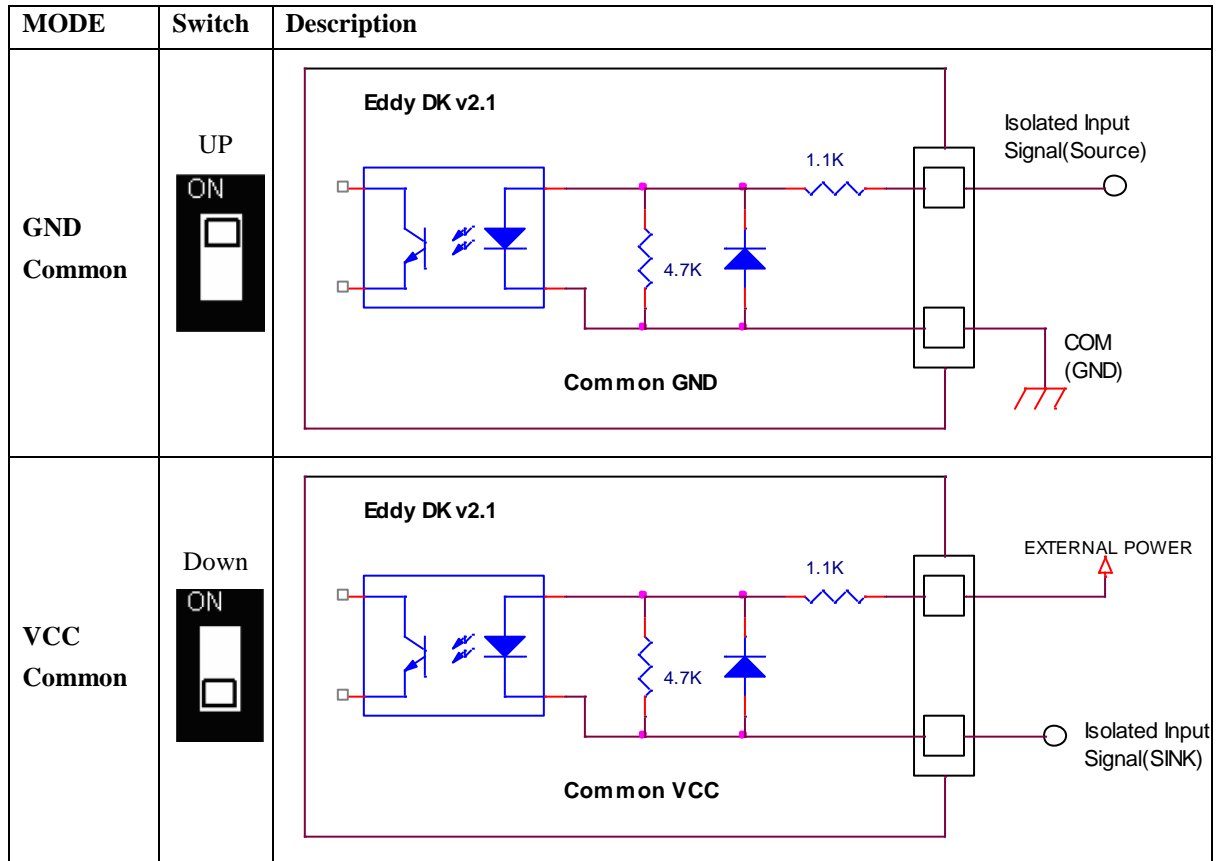 MODE Switch Description
GND
Common
UP
ON
Eddy DK v2.1
1.1K
4.7K
Common GND
Isolated Input
Signal(Source)
COM
(GND)
VCC
Common
Down
ON
Eddy DK v2.1
1.1K
4.7K
Common VCC
EXTERNAL POWER
Isolated Input
Signal(SINK)